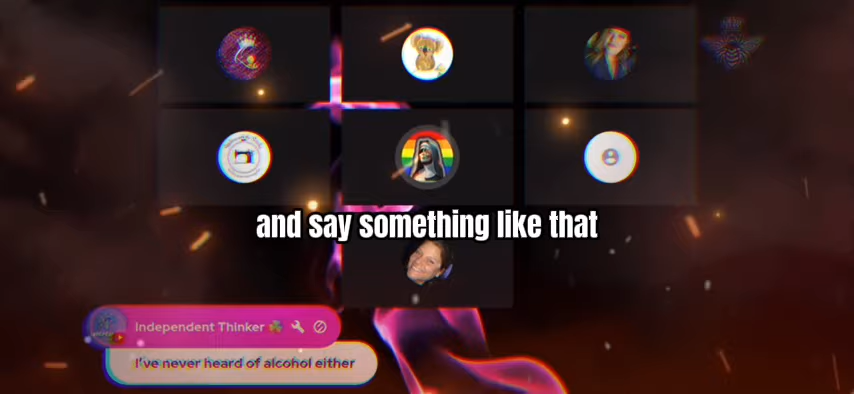 and say something like that
Independent Thinker ☘️
I've never heard of alcohol either